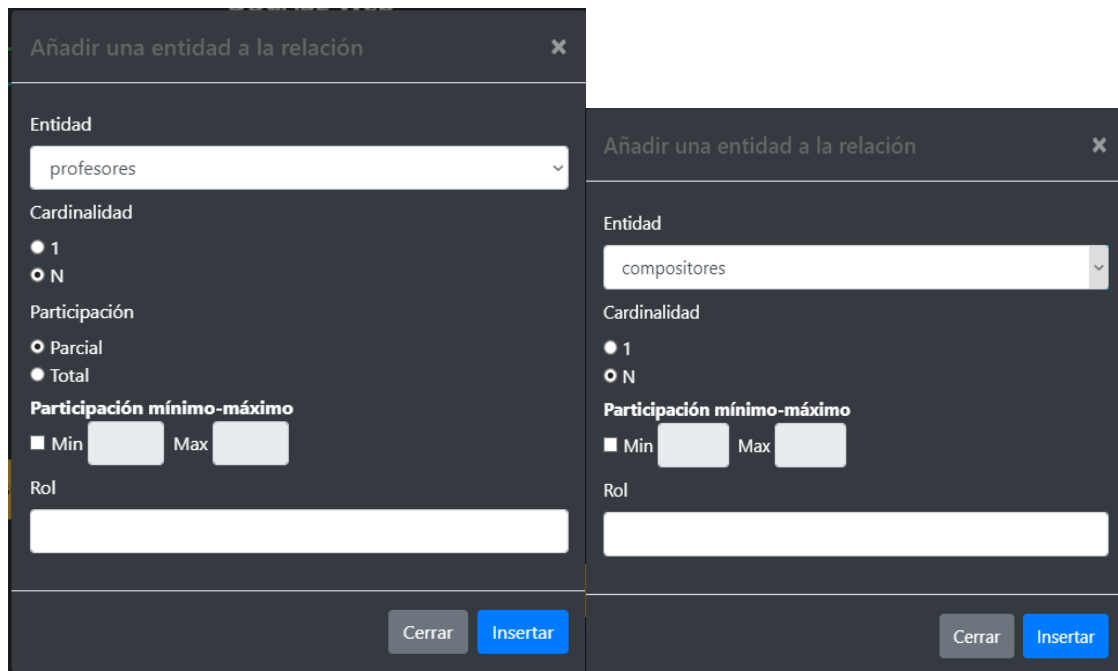 Añadir una entidad a la relación ×
Entidad
profesores
Cardinalidad
1
N
Participación
Parcial
Total
Participación mínimo-máximo
Min Max
Rol
Cerrar Insertar
Añadir una entidad a la relación ×
Entidad
compositores
Cardinalidad
1
N
Participación mínimo-máximo
Min Max
Rol
Cerrar Insertar